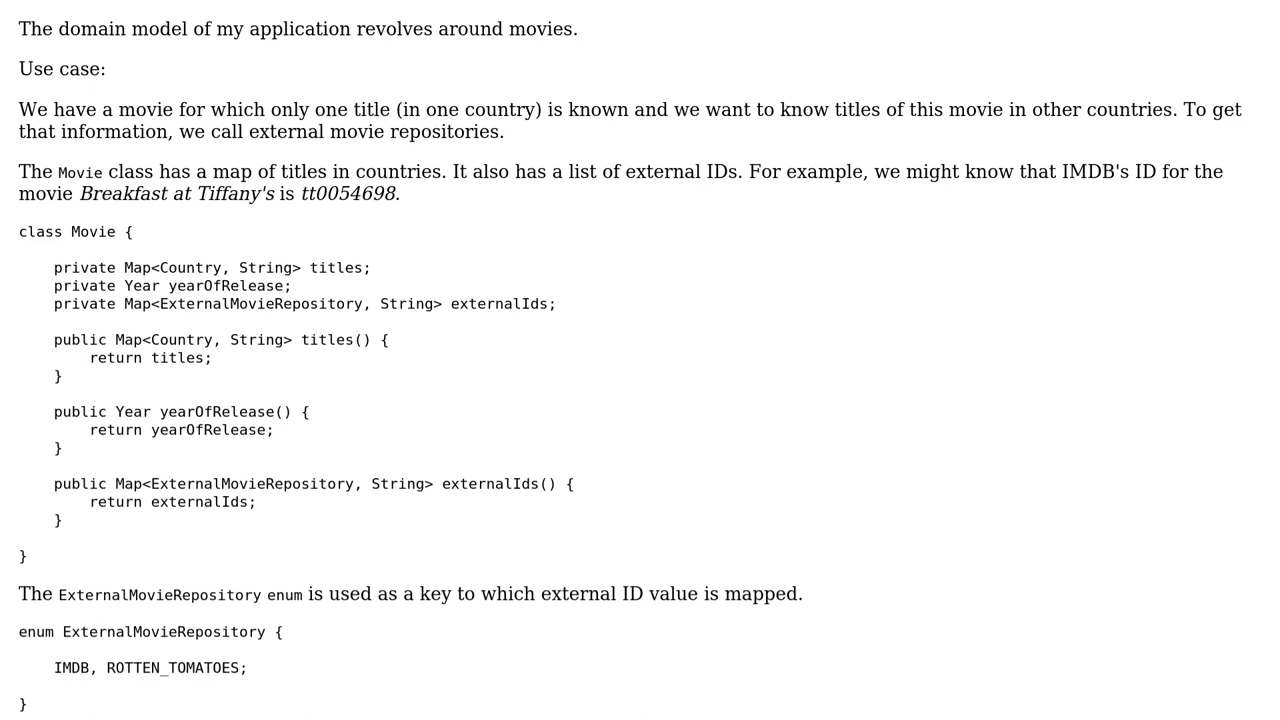 The domain model of my application revolves around movies.
Use case:
We have a movie for which only one title (in one country) is known and we want to know titles of this movie in other countries. To get
that information, we call external movie repositories.
The Movie class has a map of titles in countries. It also has a list of external IDs. For example, we might know that IMDB's ID for the
movie Breakfast at Tiffany's is tt0054698.
class Movie {
    private Map<Country, String> titles;
    private Year yearOfRelease;
    private Map<ExternalMovieRepository, String> externalIds;
    public Map<Country, String> titles() {
        return titles;
    }
    public Year yearOfRelease() {
        return yearOfRelease;
    }
    public Map<ExternalMovieRepository, String> externalIds() {
        return externalIds;
    }
}
The ExternalMovieRepository enum is used as a key to which external ID value is mapped.
enum ExternalMovieRepository {
    IMDB, ROTTEN_TOMATOES;
}